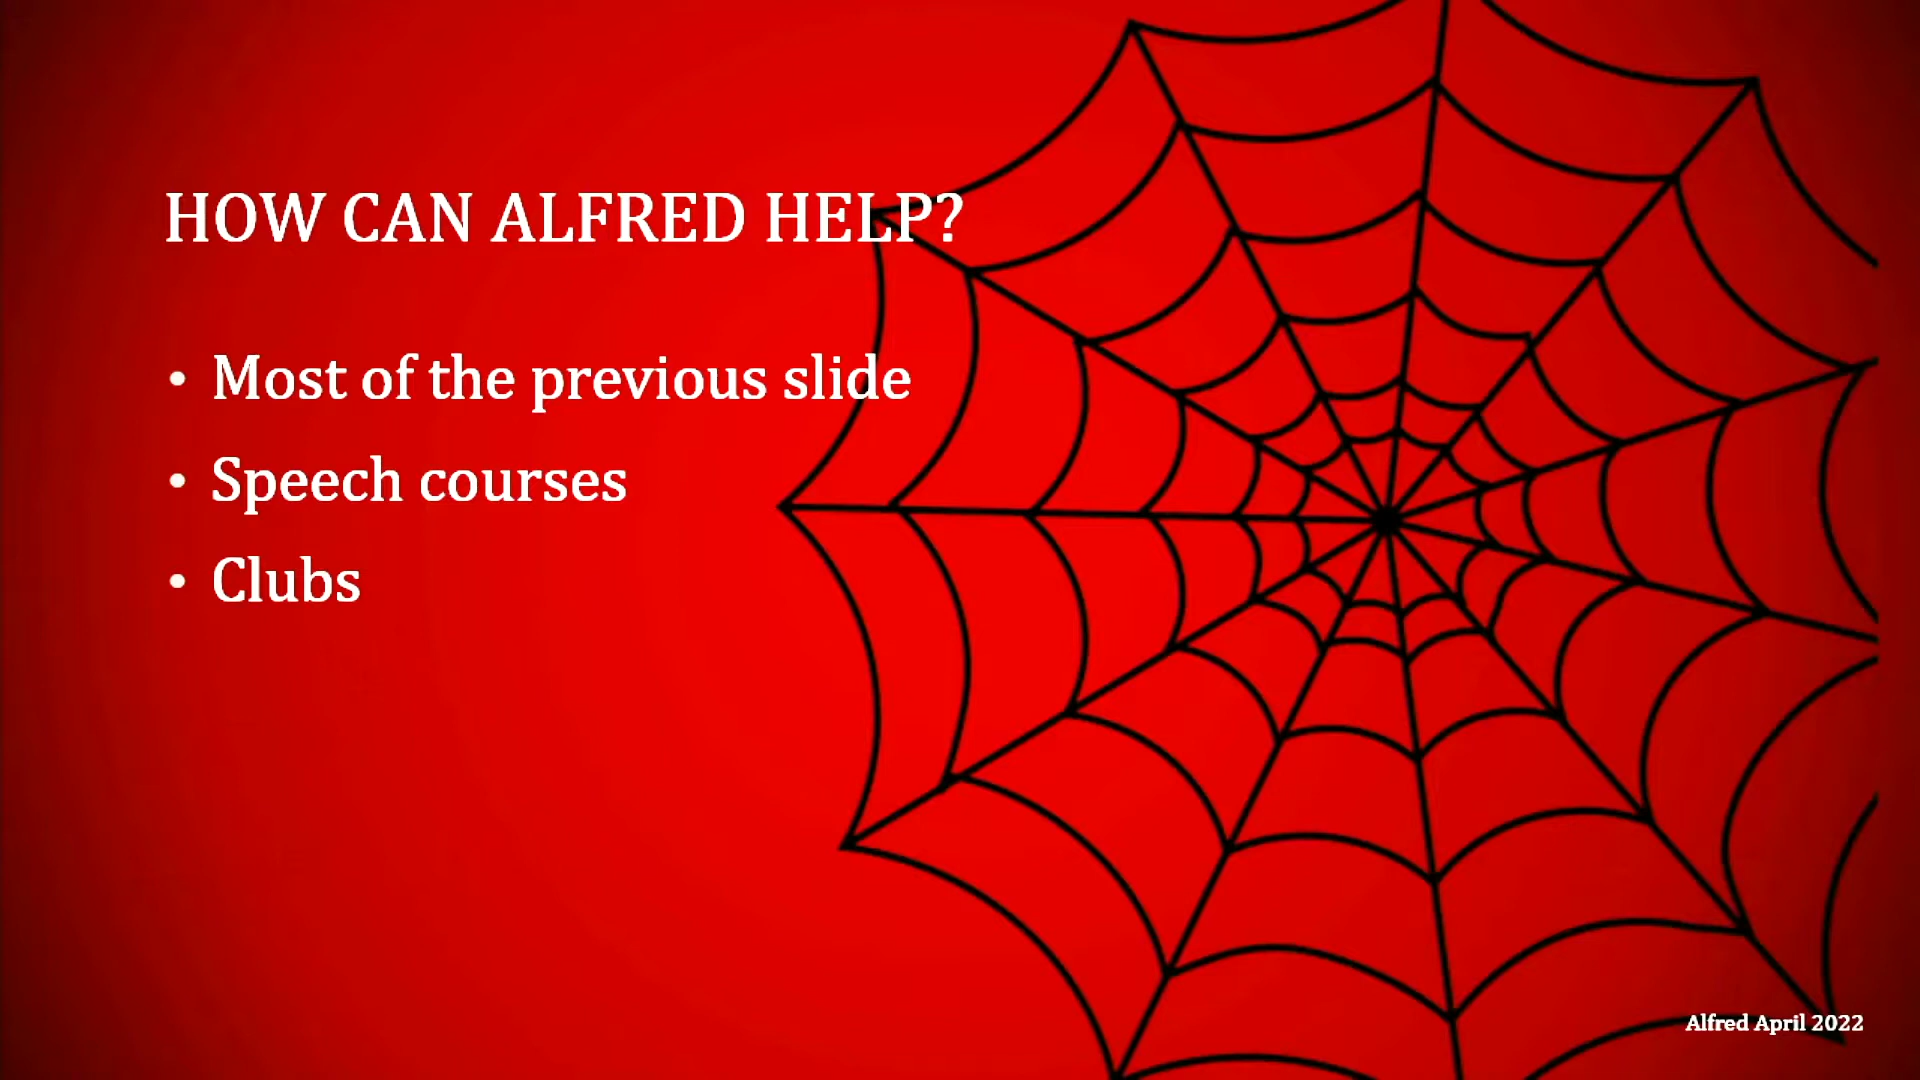 HOW CAN ALFRED HELP?
• Most of the previous slide
• Speech courses
• Clubs
Alfred April 2022